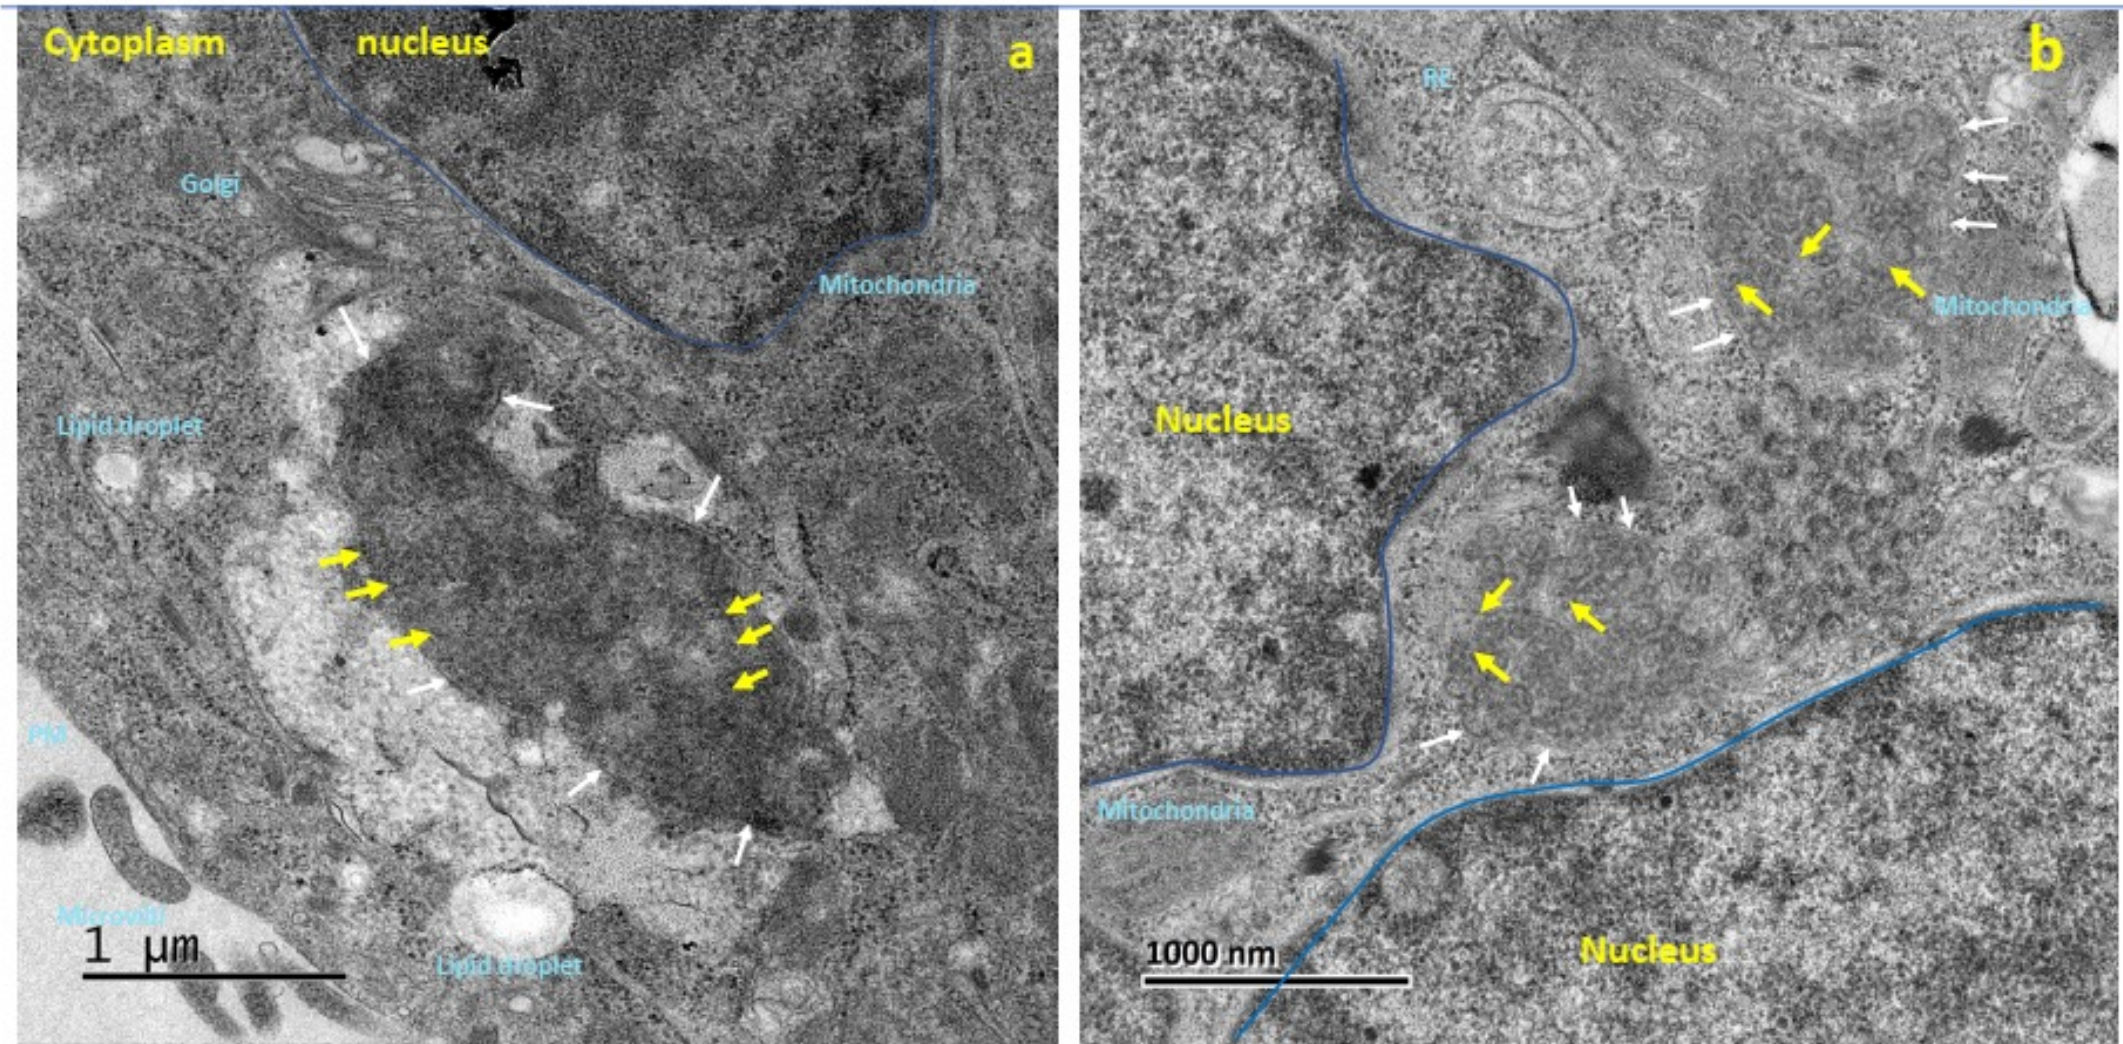 Cytoplasm
nucleus
a
Golgi
Mitochondria
Lipid droplet
PM
Microvilli
1 µm
Lipid droplet
b
RE
Mitochondria
Nucleus
Mitochondria
1000 nm
Nucleus